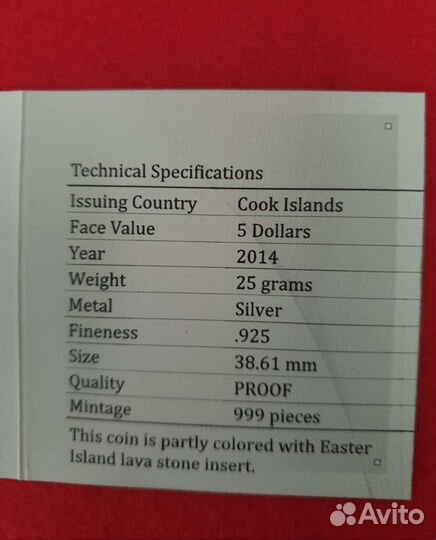 Technical Specifications
Issuing Country Cook Islands
Face Value 5 Dollars
Year 2014
Weight 25 grams
Metal Silver
Fineness .925
Size 38.61 mm
Quality PROOF
Mintage 999 pieces
This coin is partly colored with Easter
Island lava stone insert.
Avito